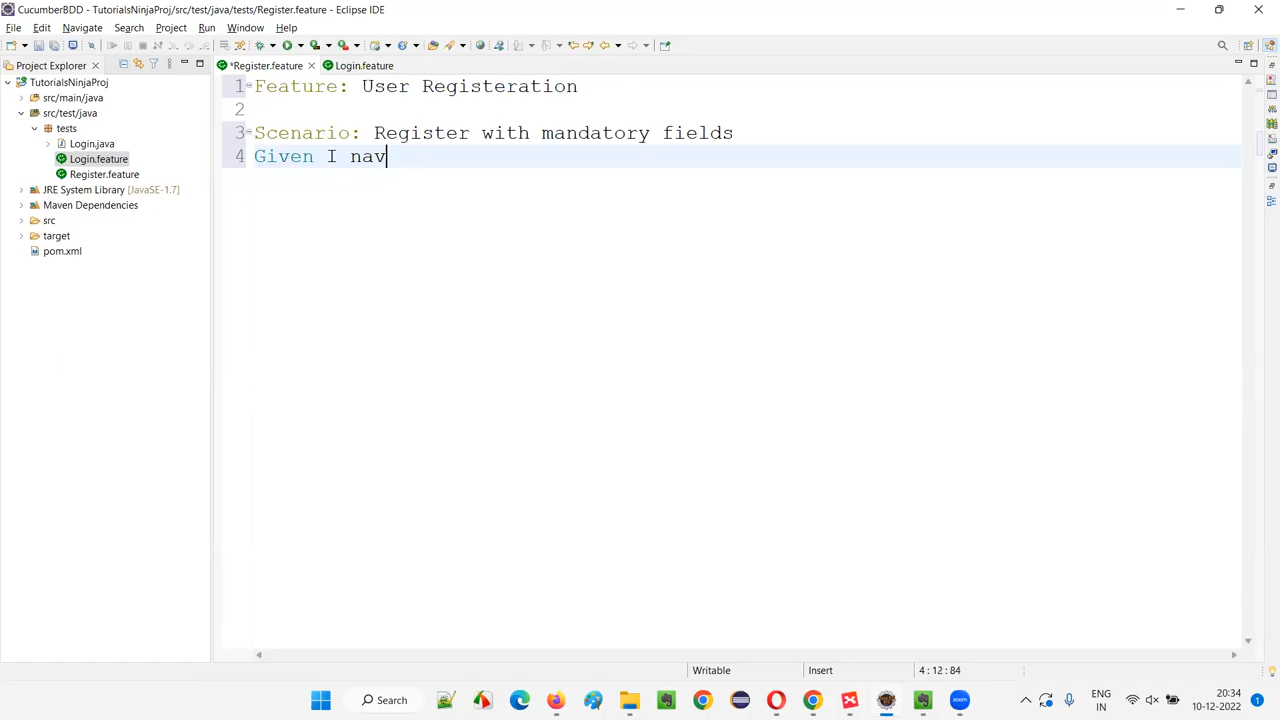 CucumberBDD - TutorialsNinjaProj/src/test/java/tests/Register.feature - Eclipse IDE
File Edit Navigate Search Project Run Window Help
Project Explorer
*Register.feature
Login.feature
TutorialsNinjaProj
src/main/java
src/test/java
tests
Login.java
Login.feature
Register.feature
JRE System Library [JavaSE-1.7]
Maven Dependencies
src
target
pom.xml
1 Feature: User Registeration
2
3 Scenario: Register with mandatory fields
4 Given I nav
Writable Insert 4 : 12 : 84
Search
ENG
IN
20:34
10-12-2022
1